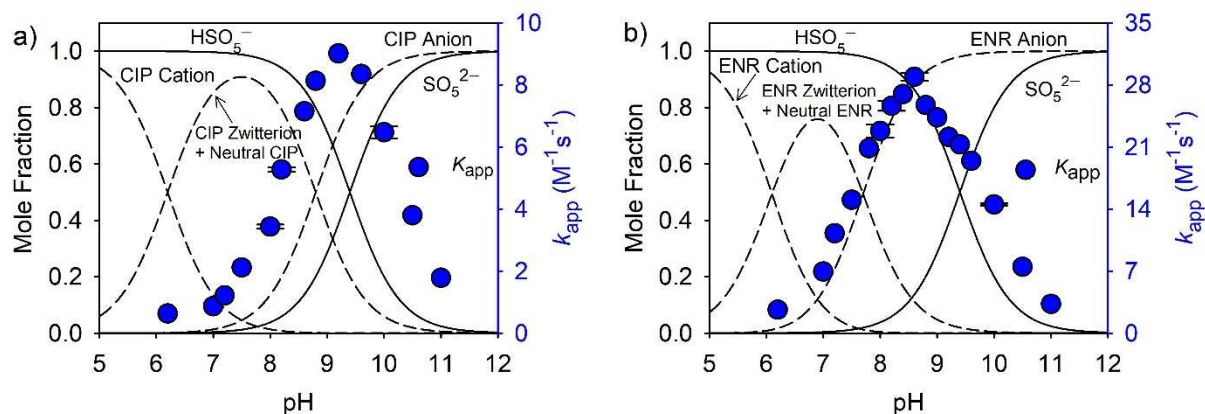 a)
HSO₅⁻
CIP Anion
CIP Cation
SO₅²⁻
CIP Zwitterion
+ Neutral CIP
Kapp
Mole Fraction
1.0
0.8
0.6
0.4
0.2
0.0
10
8
6
4
2
0
kapp (M⁻¹s⁻¹)
5 6 7 8 9 10 11 12
pH
b)
HSO₅⁻
ENR Anion
ENR Cation
SO₅²⁻
ENR Zwitterion
+ Neutral ENR
Kapp
Mole Fraction
1.0
0.8
0.6
0.4
0.2
0.0
35
28
21
14
7
0
kapp (M⁻¹s⁻¹)
5 6 7 8 9 10 11 12
pH